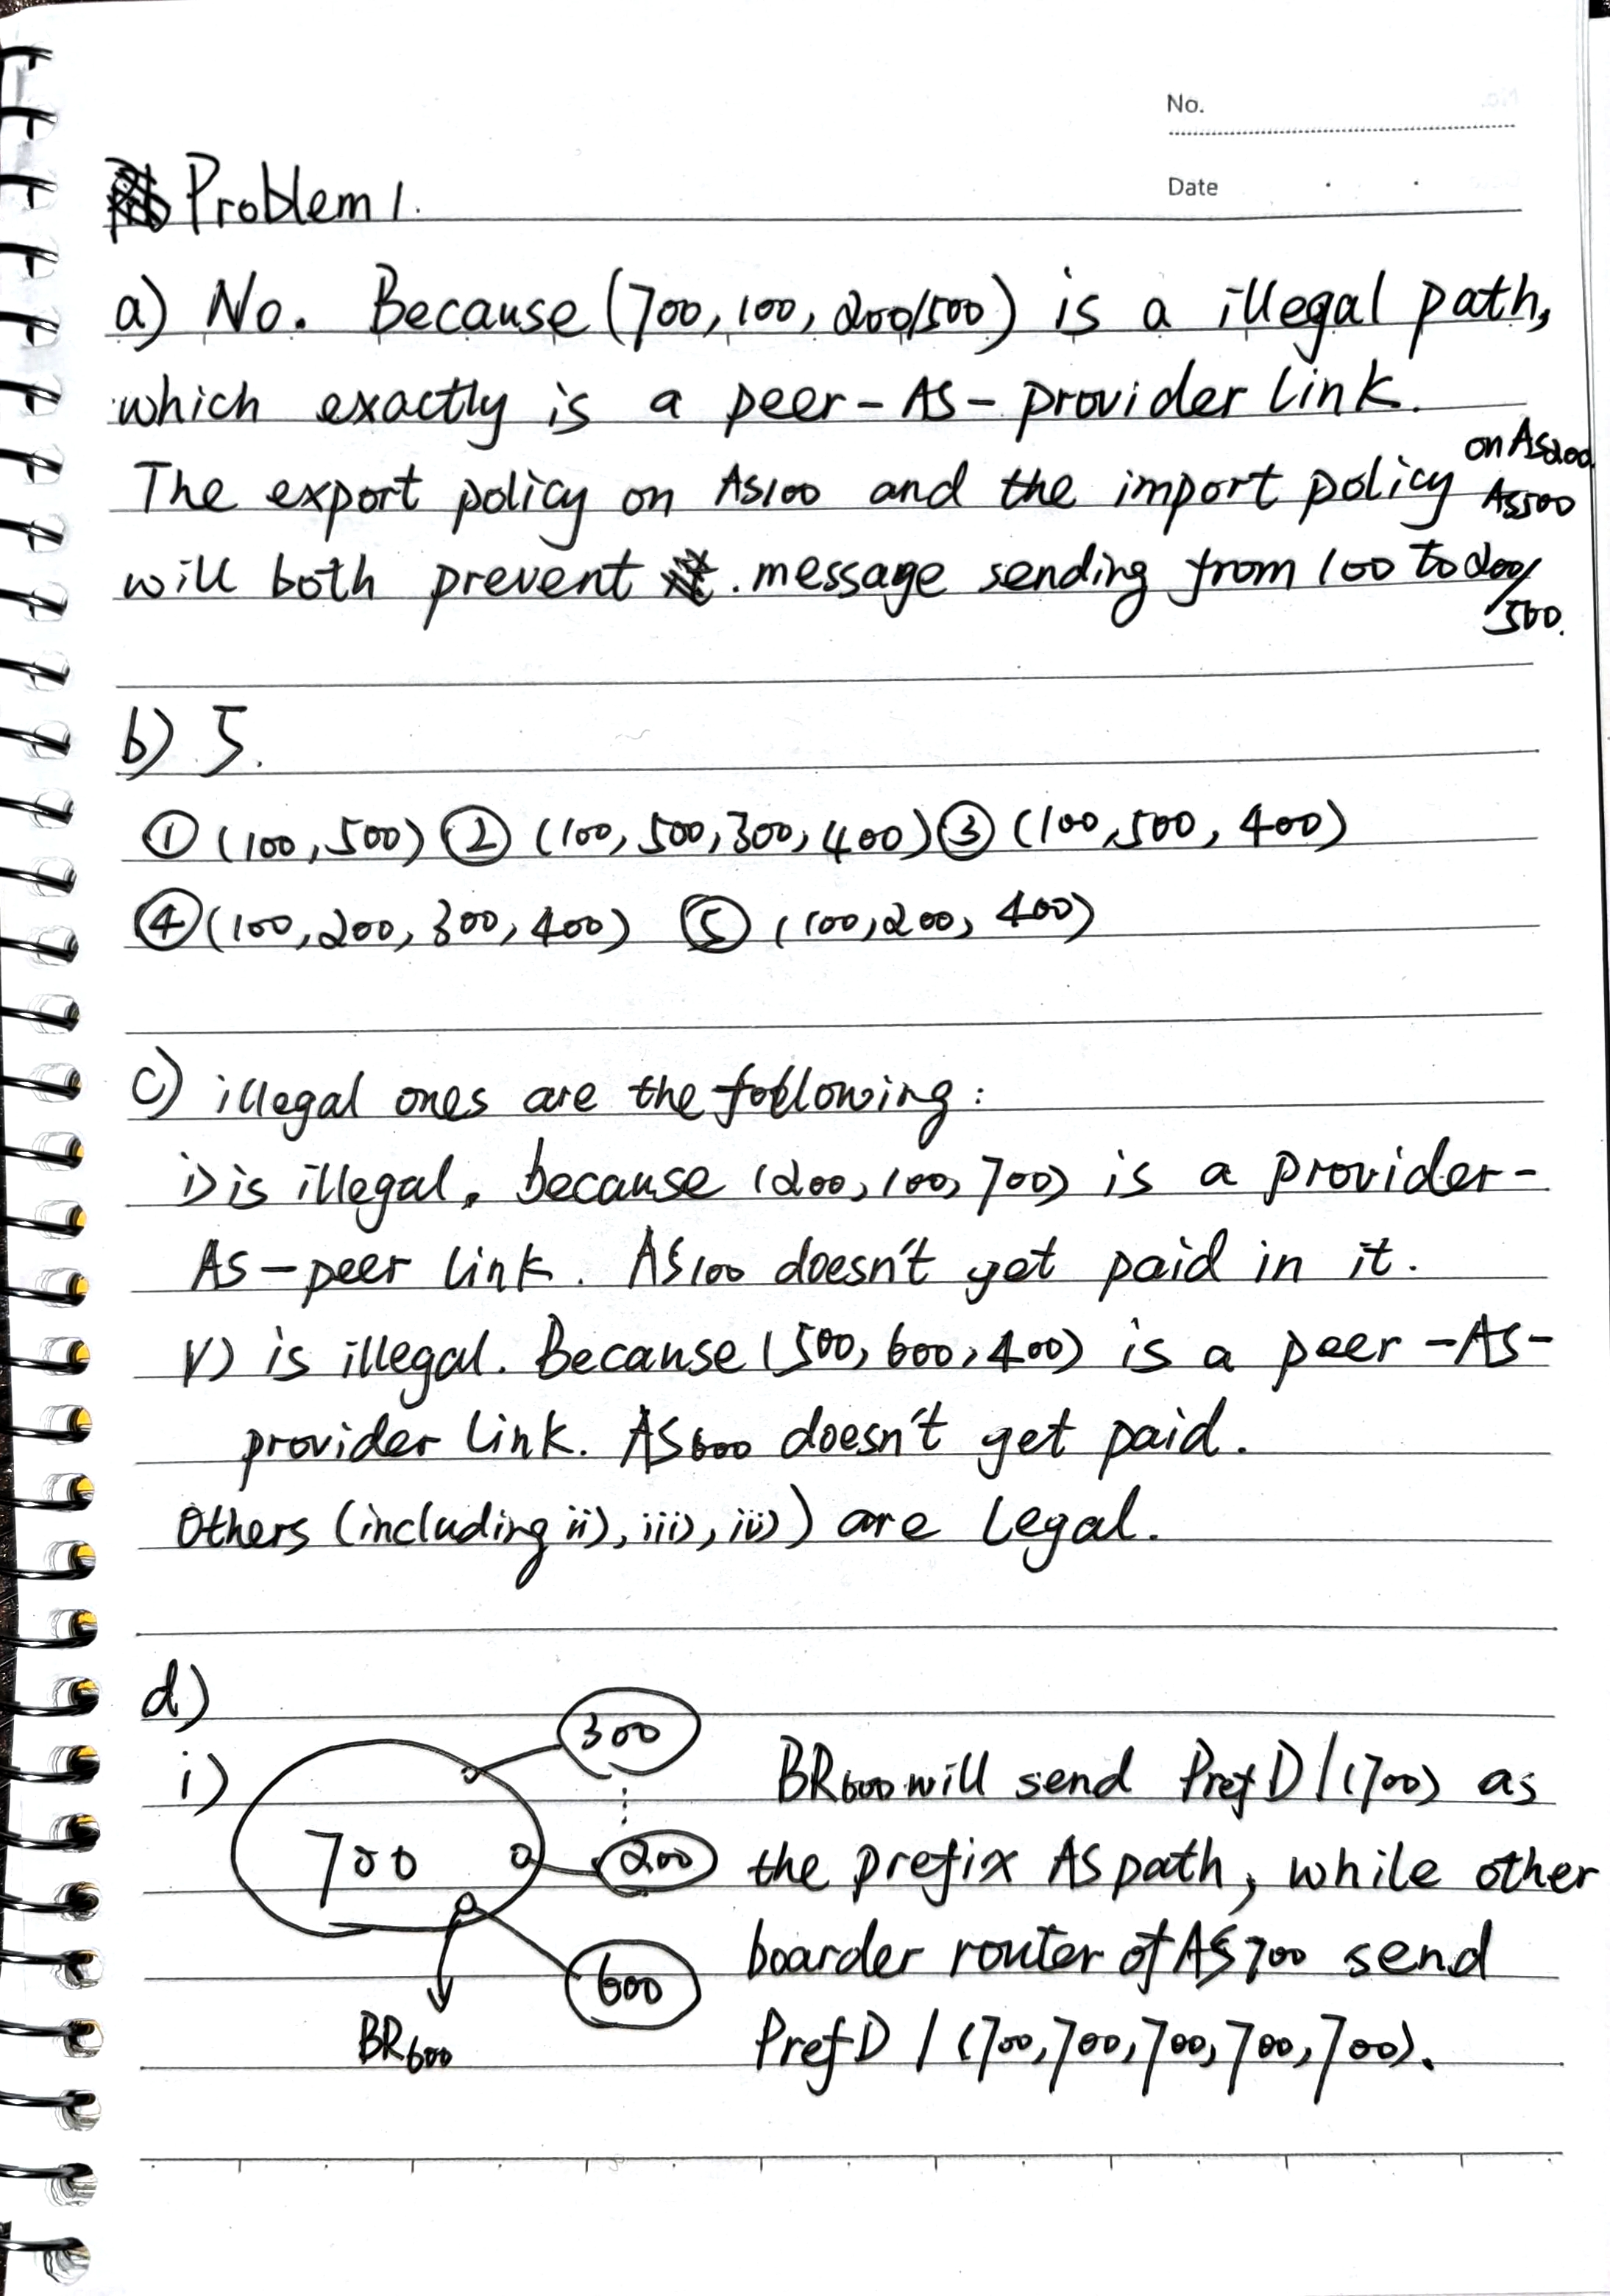 No.
Date
Problem 1.
a) No. Because (700, 100, 200/500) is a illegal path,
which exactly is a peer-AS-provider link.
The export policy on AS100 and the import policy on AS200 AS500
will both prevent message sending from 100 to 200/500.
b) 5.
① (100,500) ② (100,500,300,400) ③ (100,500,400)
④ (100,200,300,400) ⑤ (100,200,400)
c) illegal ones are the following:
i) is illegal. because (200,100,700) is a provider-
AS-peer link. AS100 doesn't get paid in it.
V) is illegal. Because (500,600,400) is a peer-AS-
provider link. AS600 doesn't get paid.
Others (including ii), iii), iv)) are legal.
d)
i)
300
700
200
600
BR600
BR600 will send Pref D/(700) as
the prefix AS path, while other
boarder router of AS700 send
Pref D / (700,700,700,700,700).